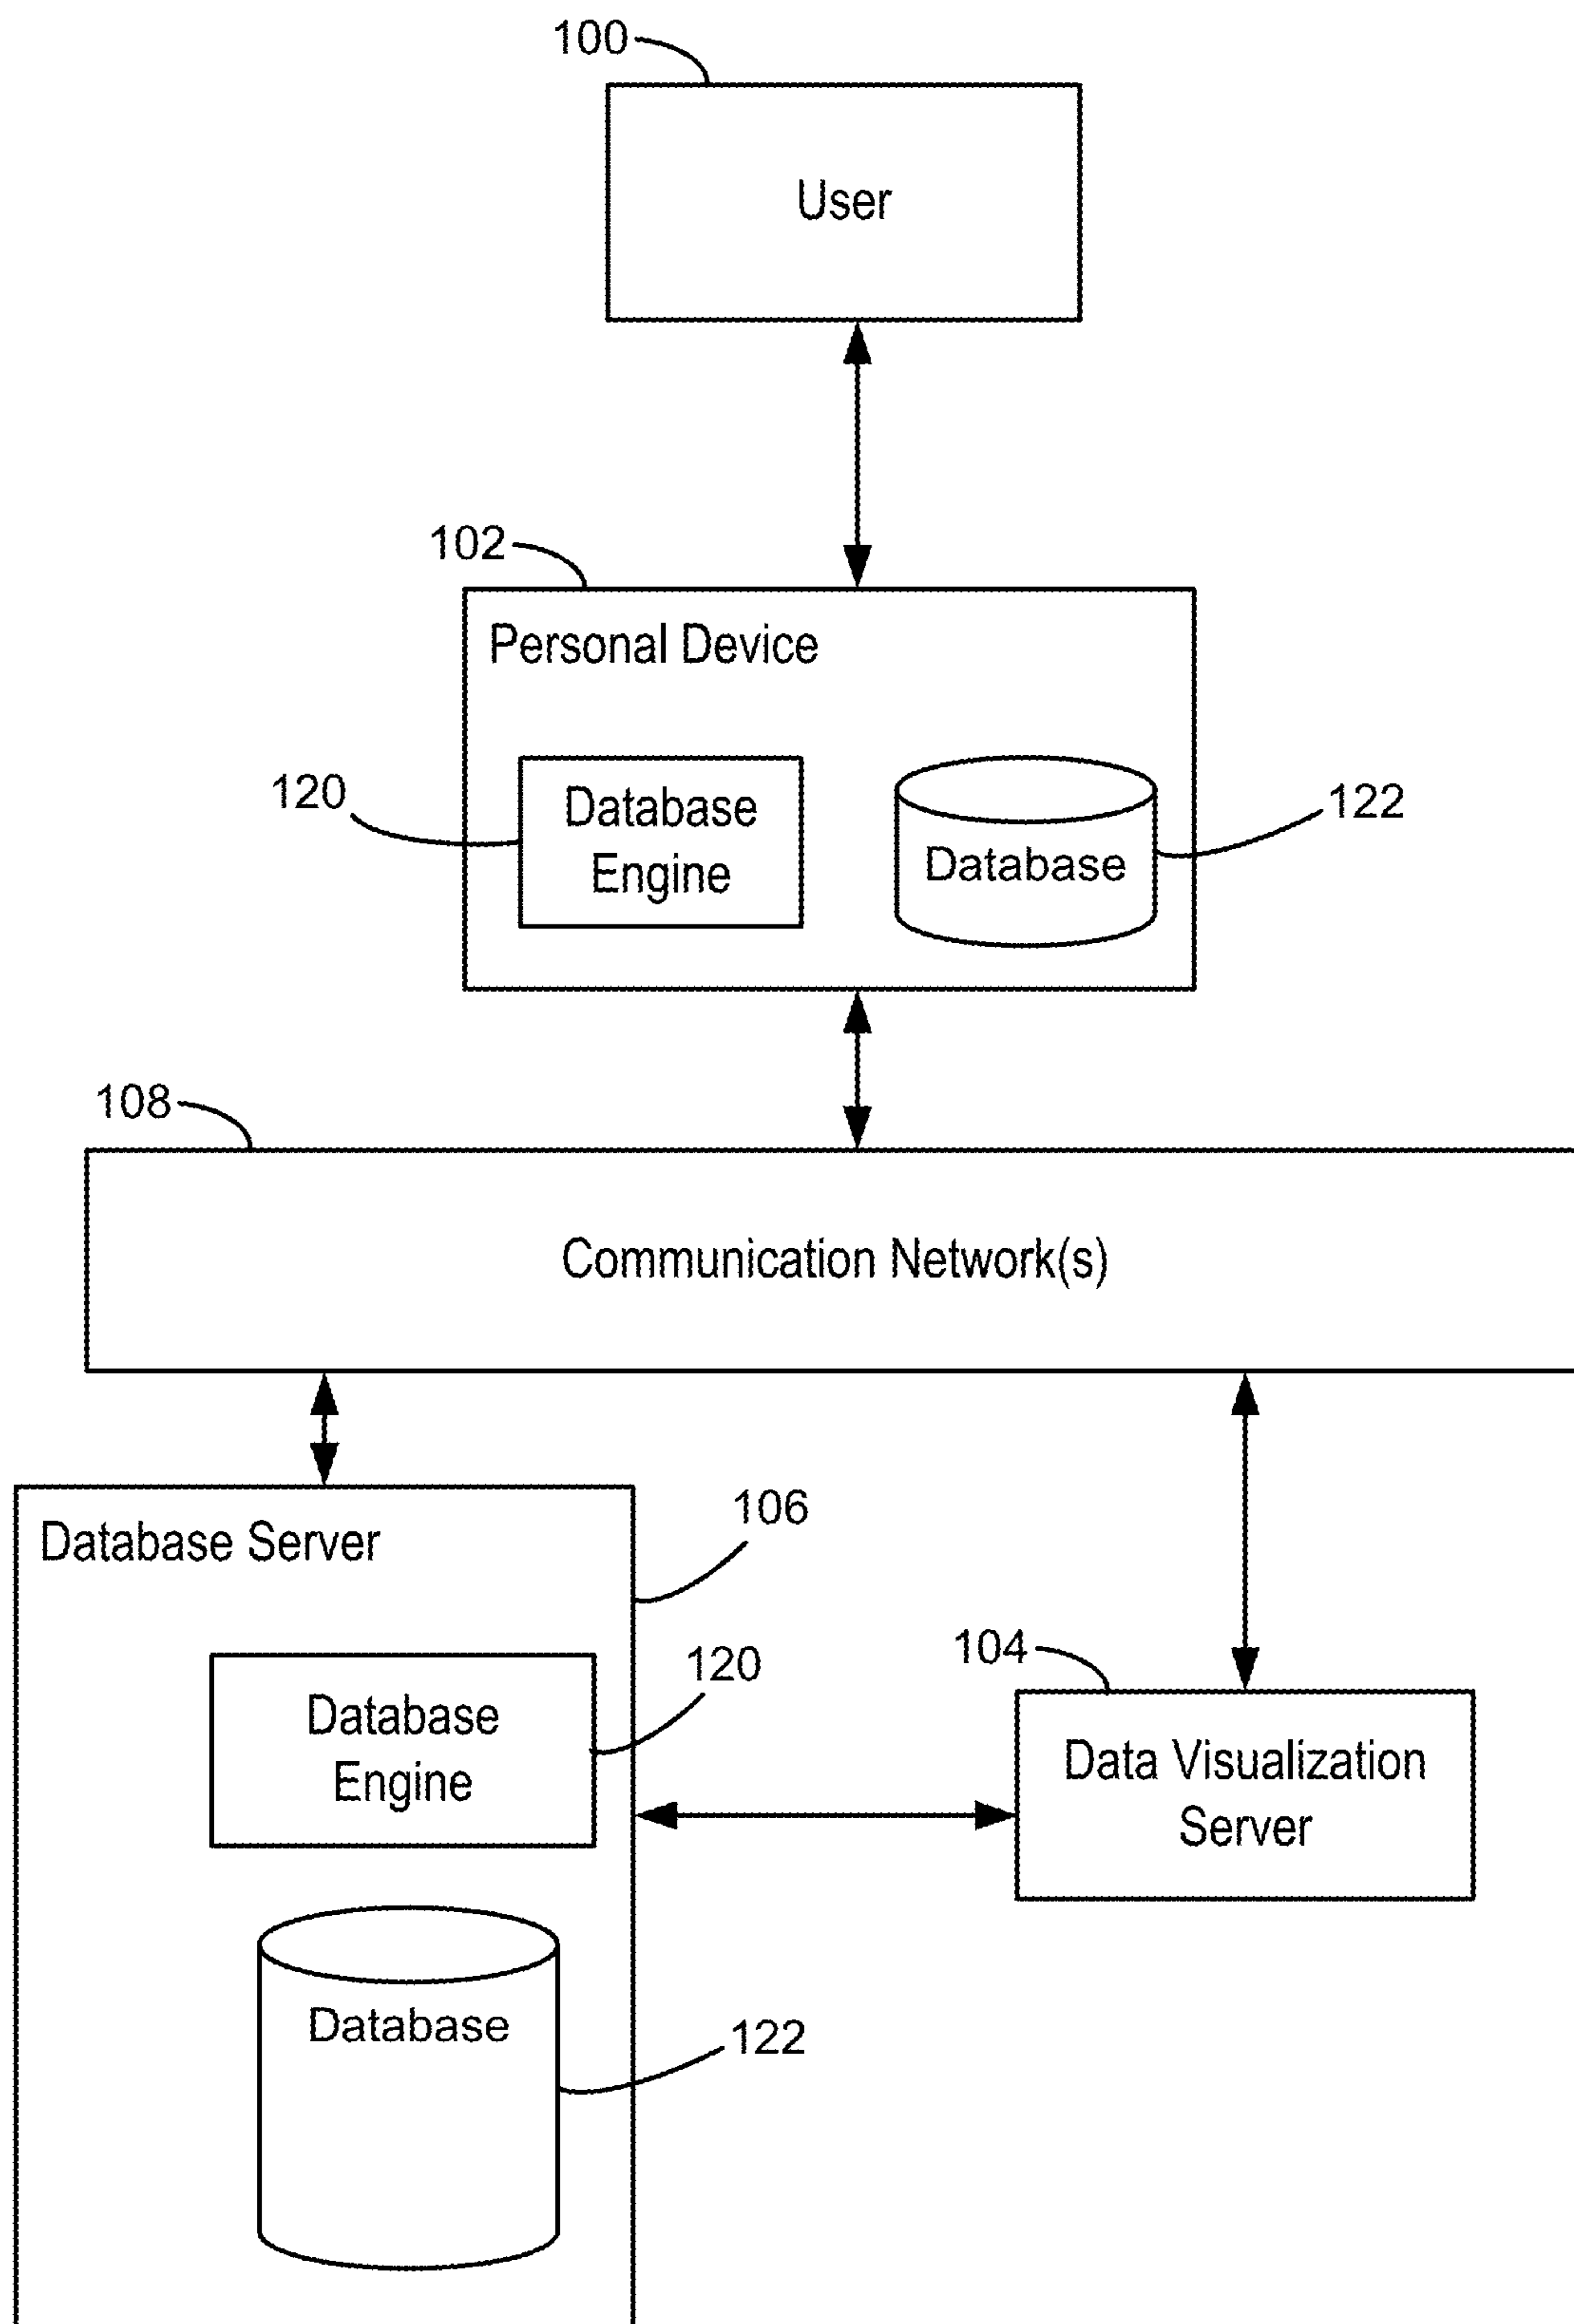 100
User
102
Personal Device
120
Database
Engine
Database
122
108
Communication Network(s)
Database Server
106
120
Database
Engine
104
Data Visualization
Server
Database
122